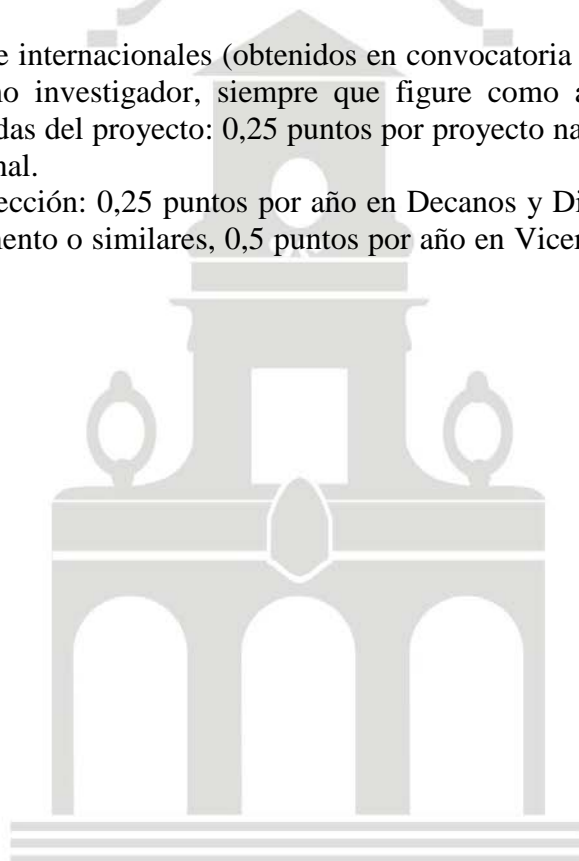 e internacionales (obtenidos en convocatoria
no investigador, siempre que figure como a
das del proyecto: 0,25 puntos por proyecto na
nal.
ección: 0,25 puntos por año en Decanos y Di
mento o similares, 0,5 puntos por año en Vicer